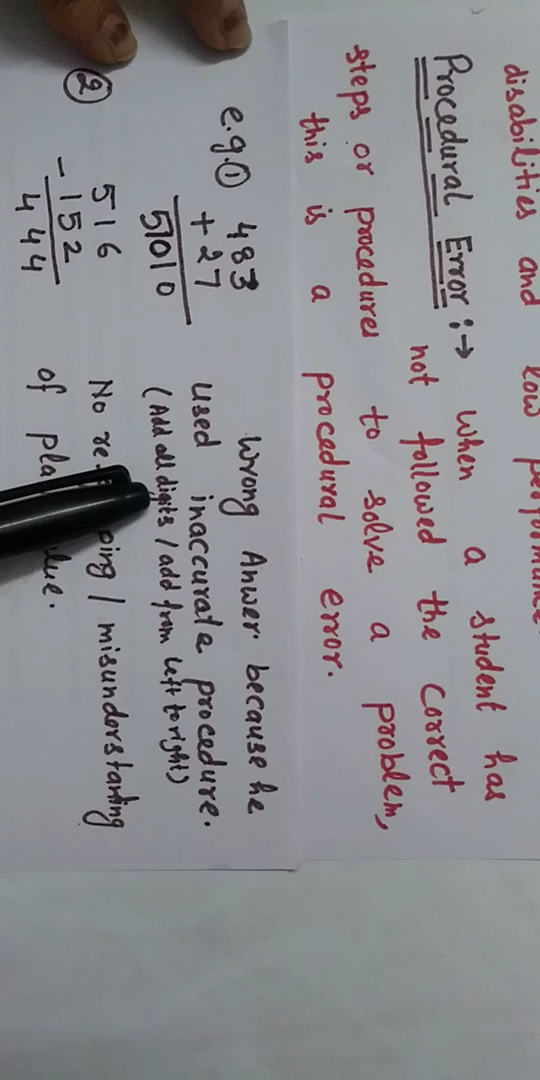 disabilities and low performance.
Procedural Error :→ when a student has
not followed the correct
steps or procedures to solve a problem,
this is a procedural error.
e.g.① 483 Wrong Anwer because he
+ 27 used inaccurate procedure.
51010 (Add all digits / add from left to right)
② 516 No ping / misunderstanding
- 152 of
444